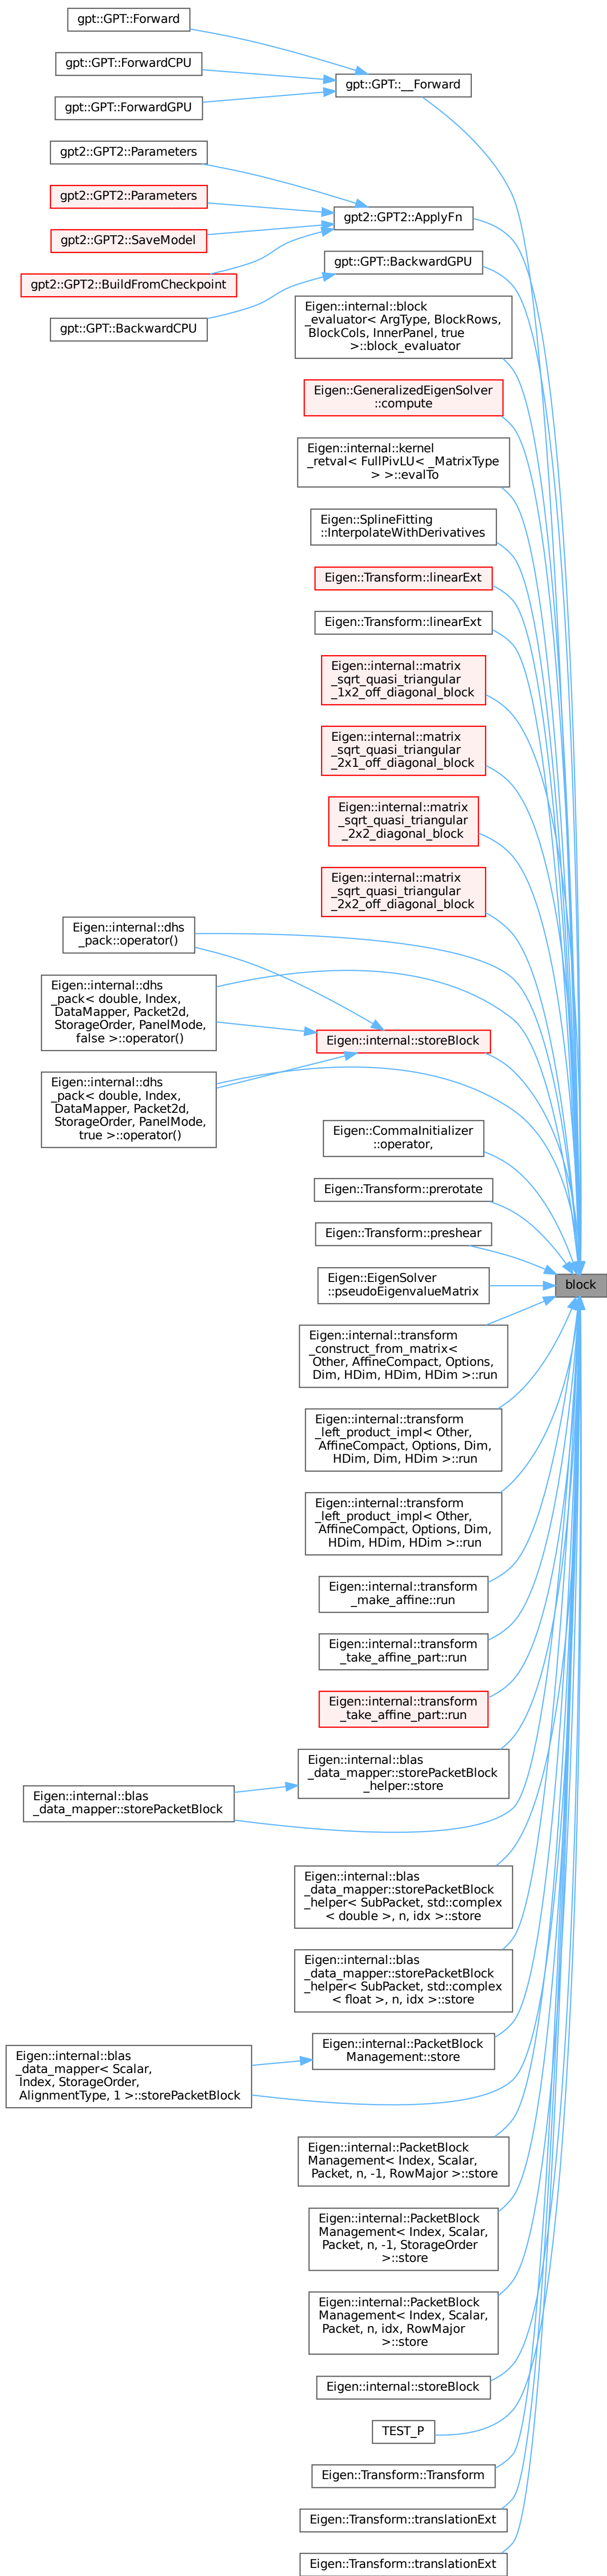 gpt::GPT::Forward
gpt::GPT::ForwardCPU
gpt::GPT::__Forward
gpt::GPT::ForwardGPU
gpt2::GPT2::Parameters
gpt2::GPT2::Parameters
gpt2::GPT2::ApplyFn
gpt2::GPT2::SaveModel
gpt::GPT::BackwardGPU
gpt2::GPT2::BuildFromCheckpoint
gpt::GPT::BackwardCPU
Eigen::internal::block
_evaluator< ArgType, BlockRows,
BlockCols, InnerPanel, true
>::block_evaluator
Eigen::GeneralizedEigenSolver
::compute
Eigen::internal::kernel
_retval< FullPivLU< _MatrixType
> >::evalTo
Eigen::SplineFitting
::InterpolateWithDerivatives
Eigen::Transform::linearExt
Eigen::Transform::linearExt
Eigen::internal::matrix
_sqrt_quasi_triangular
_1x2_off_diagonal_block
Eigen::internal::matrix
_sqrt_quasi_triangular
_2x1_off_diagonal_block
Eigen::internal::matrix
_sqrt_quasi_triangular
_2x2_diagonal_block
Eigen::internal::matrix
_sqrt_quasi_triangular
_2x2_off_diagonal_block
Eigen::internal::dhs
_pack::operator()
Eigen::internal::dhs
_pack< double, Index,
DataMapper, Packet2d,
StorageOrder, PanelMode,
false >::operator()
Eigen::internal::storeBlock
Eigen::internal::dhs
_pack< double, Index,
DataMapper, Packet2d,
StorageOrder, PanelMode,
true >::operator()
Eigen::CommaInitializer
::operator,
Eigen::Transform::prerotate
Eigen::Transform::preshear
block
Eigen::EigenSolver
::pseudoEigenvalueMatrix
Eigen::internal::transform
_construct_from_matrix<
Other, AffineCompact, Options,
Dim, HDim, HDim, HDim >::run
Eigen::internal::transform
_left_product_impl< Other,
AffineCompact, Options, Dim,
HDim, Dim, HDim >::run
Eigen::internal::transform
_left_product_impl< Other,
AffineCompact, Options, Dim,
HDim, HDim, HDim >::run
Eigen::internal::transform
_make_affine::run
Eigen::internal::transform
_take_affine_part::run
Eigen::internal::transform
_take_affine_part::run
Eigen::internal::blas
_data_mapper::storePacketBlock
_helper::store
Eigen::internal::blas
_data_mapper::storePacketBlock
Eigen::internal::blas
_data_mapper::storePacketBlock
_helper< SubPacket, std::complex
< double >, n, idx >::store
Eigen::internal::blas
_data_mapper::storePacketBlock
_helper< SubPacket, std::complex
< float >, n, idx >::store
Eigen::internal::PacketBlock
Management::store
Eigen::internal::blas
_data_mapper< Scalar,
Index, StorageOrder,
AlignmentType, 1 >::storePacketBlock
Eigen::internal::PacketBlock
Management< Index, Scalar,
Packet, n, -1, RowMajor >::store
Eigen::internal::PacketBlock
Management< Index, Scalar,
Packet, n, -1, StorageOrder
>::store
Eigen::internal::PacketBlock
Management< Index, Scalar,
Packet, n, idx, RowMajor
>::store
Eigen::internal::storeBlock
TEST_P
Eigen::Transform::Transform
Eigen::Transform::translationExt
Eigen::Transform::translationExt